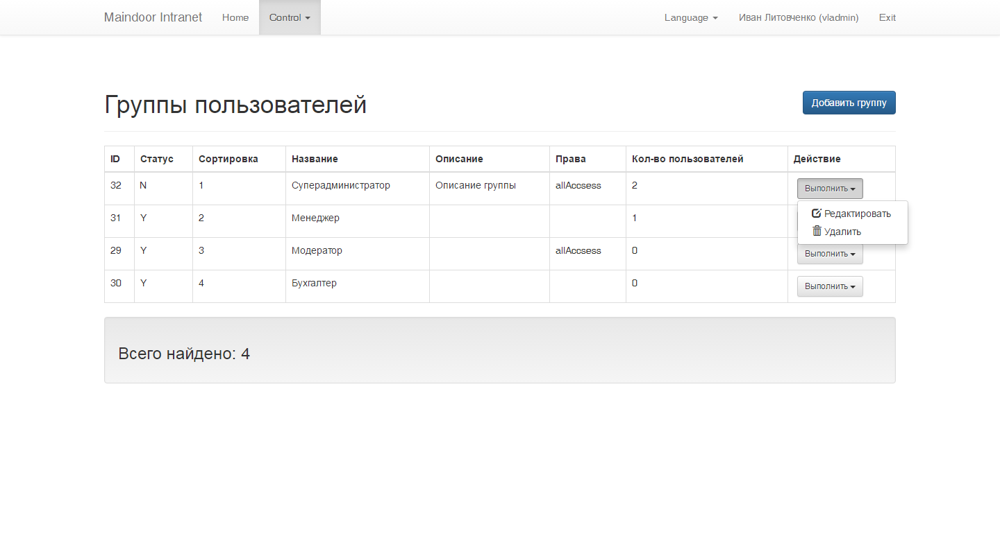 Maindoor Intranet Home Control Language Иван Литовченко (vladmin) Exit
Группы пользователей Добавить группу
ID Статус Сортировка Название Описание Права Кол-во пользователей Действие
32 N 1 Суперадминистратор Описание группы allAccsess 2 Выполнить
Редактировать
Удалить
31 Y 2 Менеджер 1
29 Y 3 Модератор allAccsess 0 Выполнить
30 Y 4 Бухгалтер 0 Выполнить
Всего найдено: 4